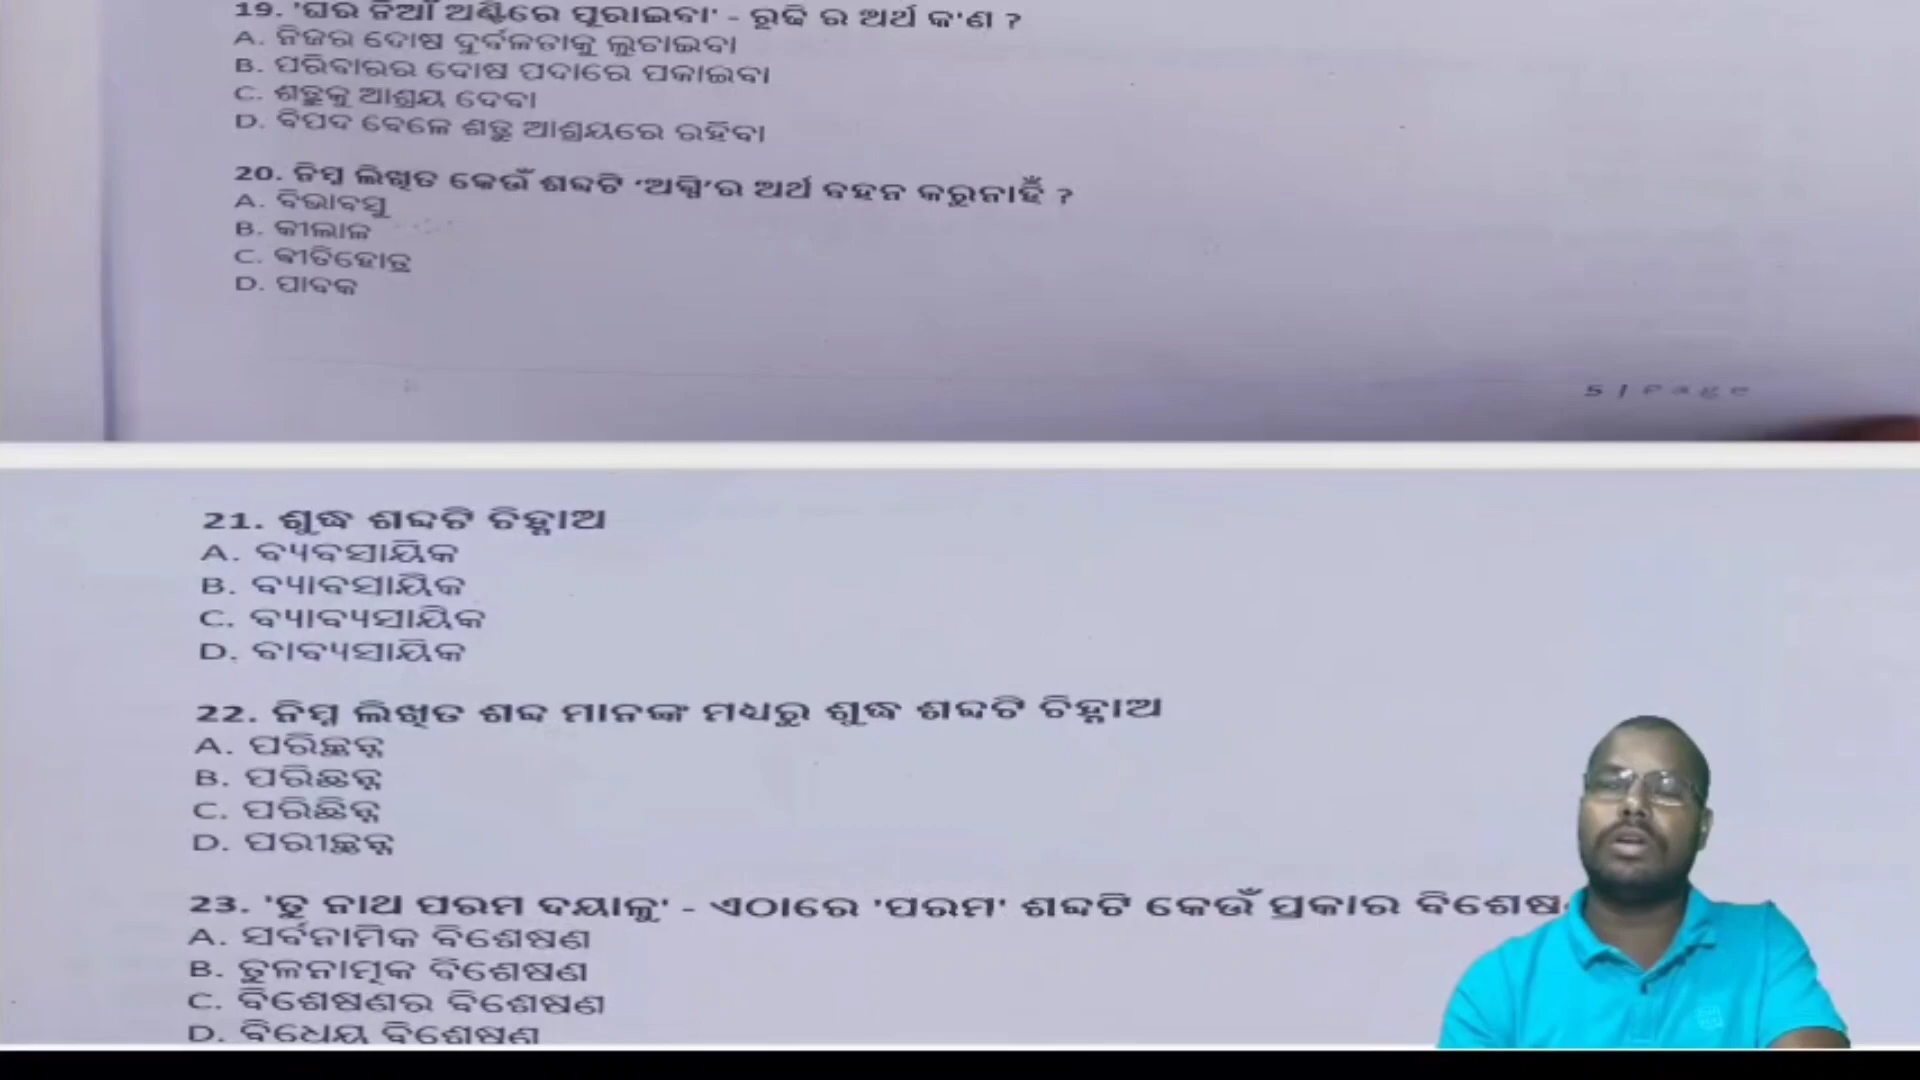 19. 'ଘର ନିଆଁ ଅଣ୍ଟିରେ ପୁରାଇବା' - ରୂଢି ର ଅର୍ଥ କ'ଣ ?
A. ନିଜର ଦୋଷ ଦୁର୍ବଳତାକୁ ଲୁଚାଇବା
B. ପରିବାରର ଦୋଷ ପଦାରେ ପକାଇବା
C. ଶତ୍ରୁକୁ ଆଶ୍ରୟ ଦେବା
D. ବିପଦ ବେଳେ ଶତ୍ରୁ ଆଶ୍ରୟରେ ରହିବା
20. ନିମ୍ନ ଲିଖିତ କେଉଁ ଶବ୍ଦଟି 'ଅଗ୍ନି'ର ଅର୍ଥ ବହନ କରୁନାହିଁ ?
A. ବିଭାବସୁ
B. କୀଲାଳ
C. ବୀତିହୋତ୍ର
D. ପାବକ
5 | Page
21. ଶୁଦ୍ଧ ଶବ୍ଦଟି ଚିହ୍ନାଅ
A. ବ୍ୟବସାୟିକ
B. ବ୍ୟାବସାୟିକ
C. ବ୍ୟାବ୍ୟସାୟିକ
D. ବାବ୍ୟସାୟିକ
22. ନିମ୍ନ ଲିଖିତ ଶବ୍ଦ ମାନଙ୍କ ମଧ୍ଯରୁ ଶୁଦ୍ଧ ଶବ୍ଦଟି ଚିହ୍ନାଅ
A. ପରିଚ୍ଛନ୍ନ
B. ପରିଛନ୍ନ
C. ପରିଛିନ୍ନ
D. ପରୀଚ୍ଛନ୍ନ
23. 'ତୁ ନାଥ ପରମ ଦୟାଳୁ' - ଏଠାରେ 'ପରମ' ଶବ୍ଦଟି କେଉଁ ପ୍ରକାର ବିଶେଷ
A. ସର୍ବନାମିକ ବିଶେଷଣ
B. ତୁଳନାତ୍ମକ ବିଶେଷଣ
C. ବିଶେଷଣର ବିଶେଷଣ
D. ବିଧେୟ ବିଶେଷଣ